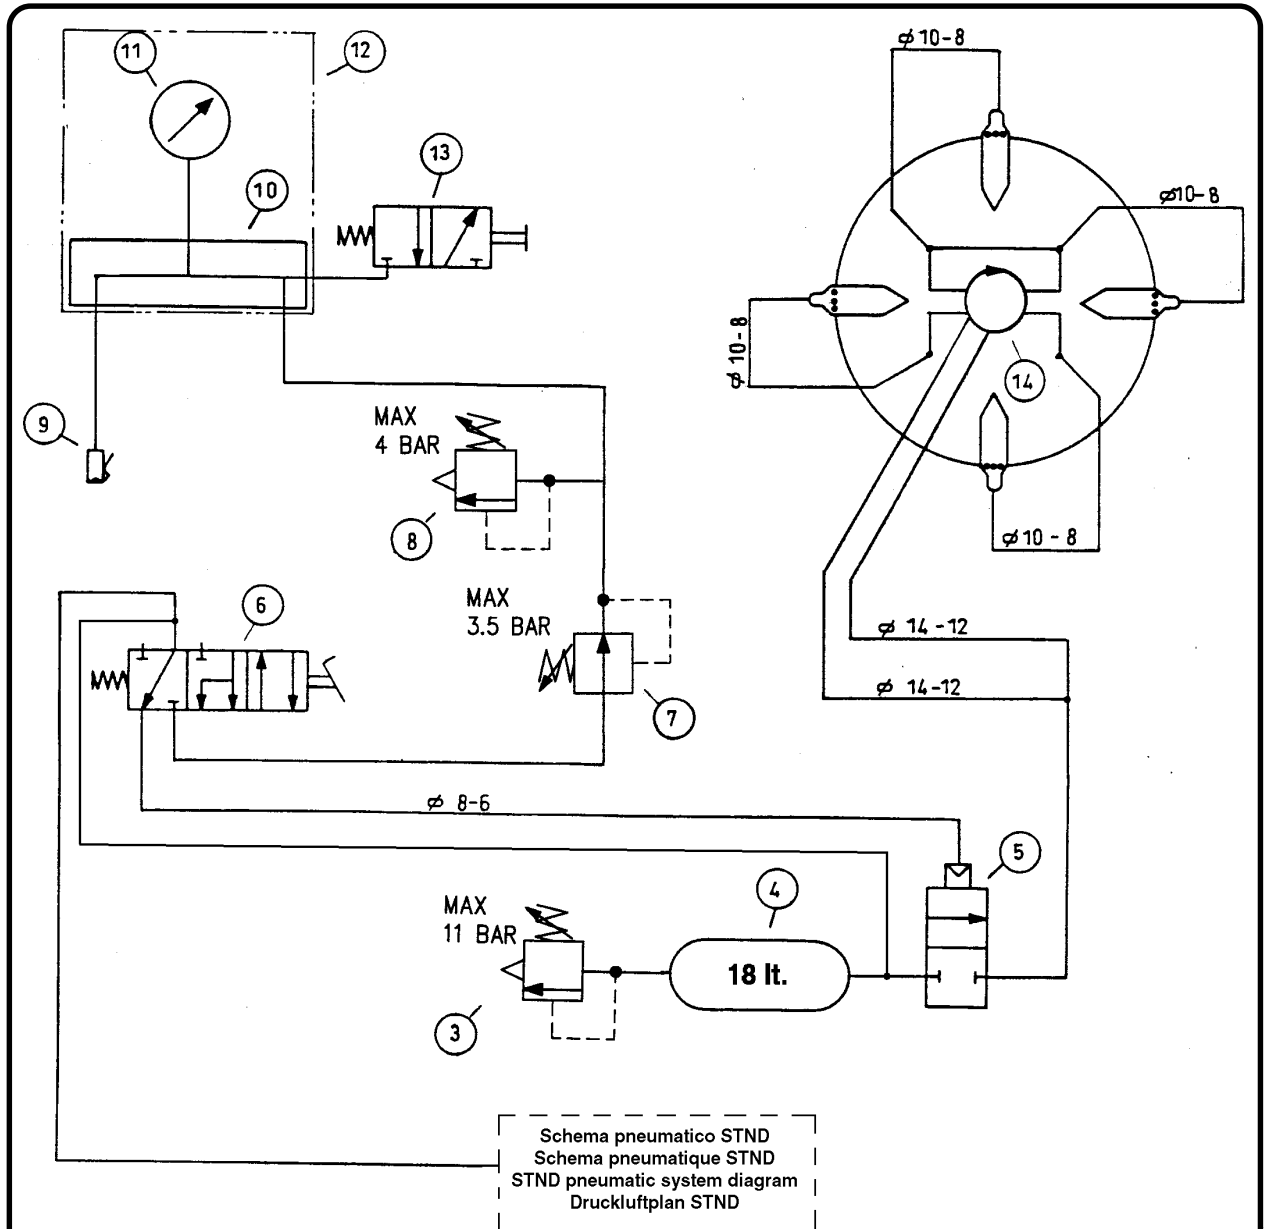 11
12
⌀ 10-8
13
10
⌀10-8
⌀ 10-8
14
9
MAX
4 BAR
8
⌀ 10 - 8
6
MAX
3.5 BAR
⌀ 14-12
⌀ 14-12
7
⌀ 8-6
5
4
MAX
11 BAR
18 lt.
3
Schema pneumatico STND
Schema pneumatique STND
STND pneumatic system diagram
Druckluftplan STND